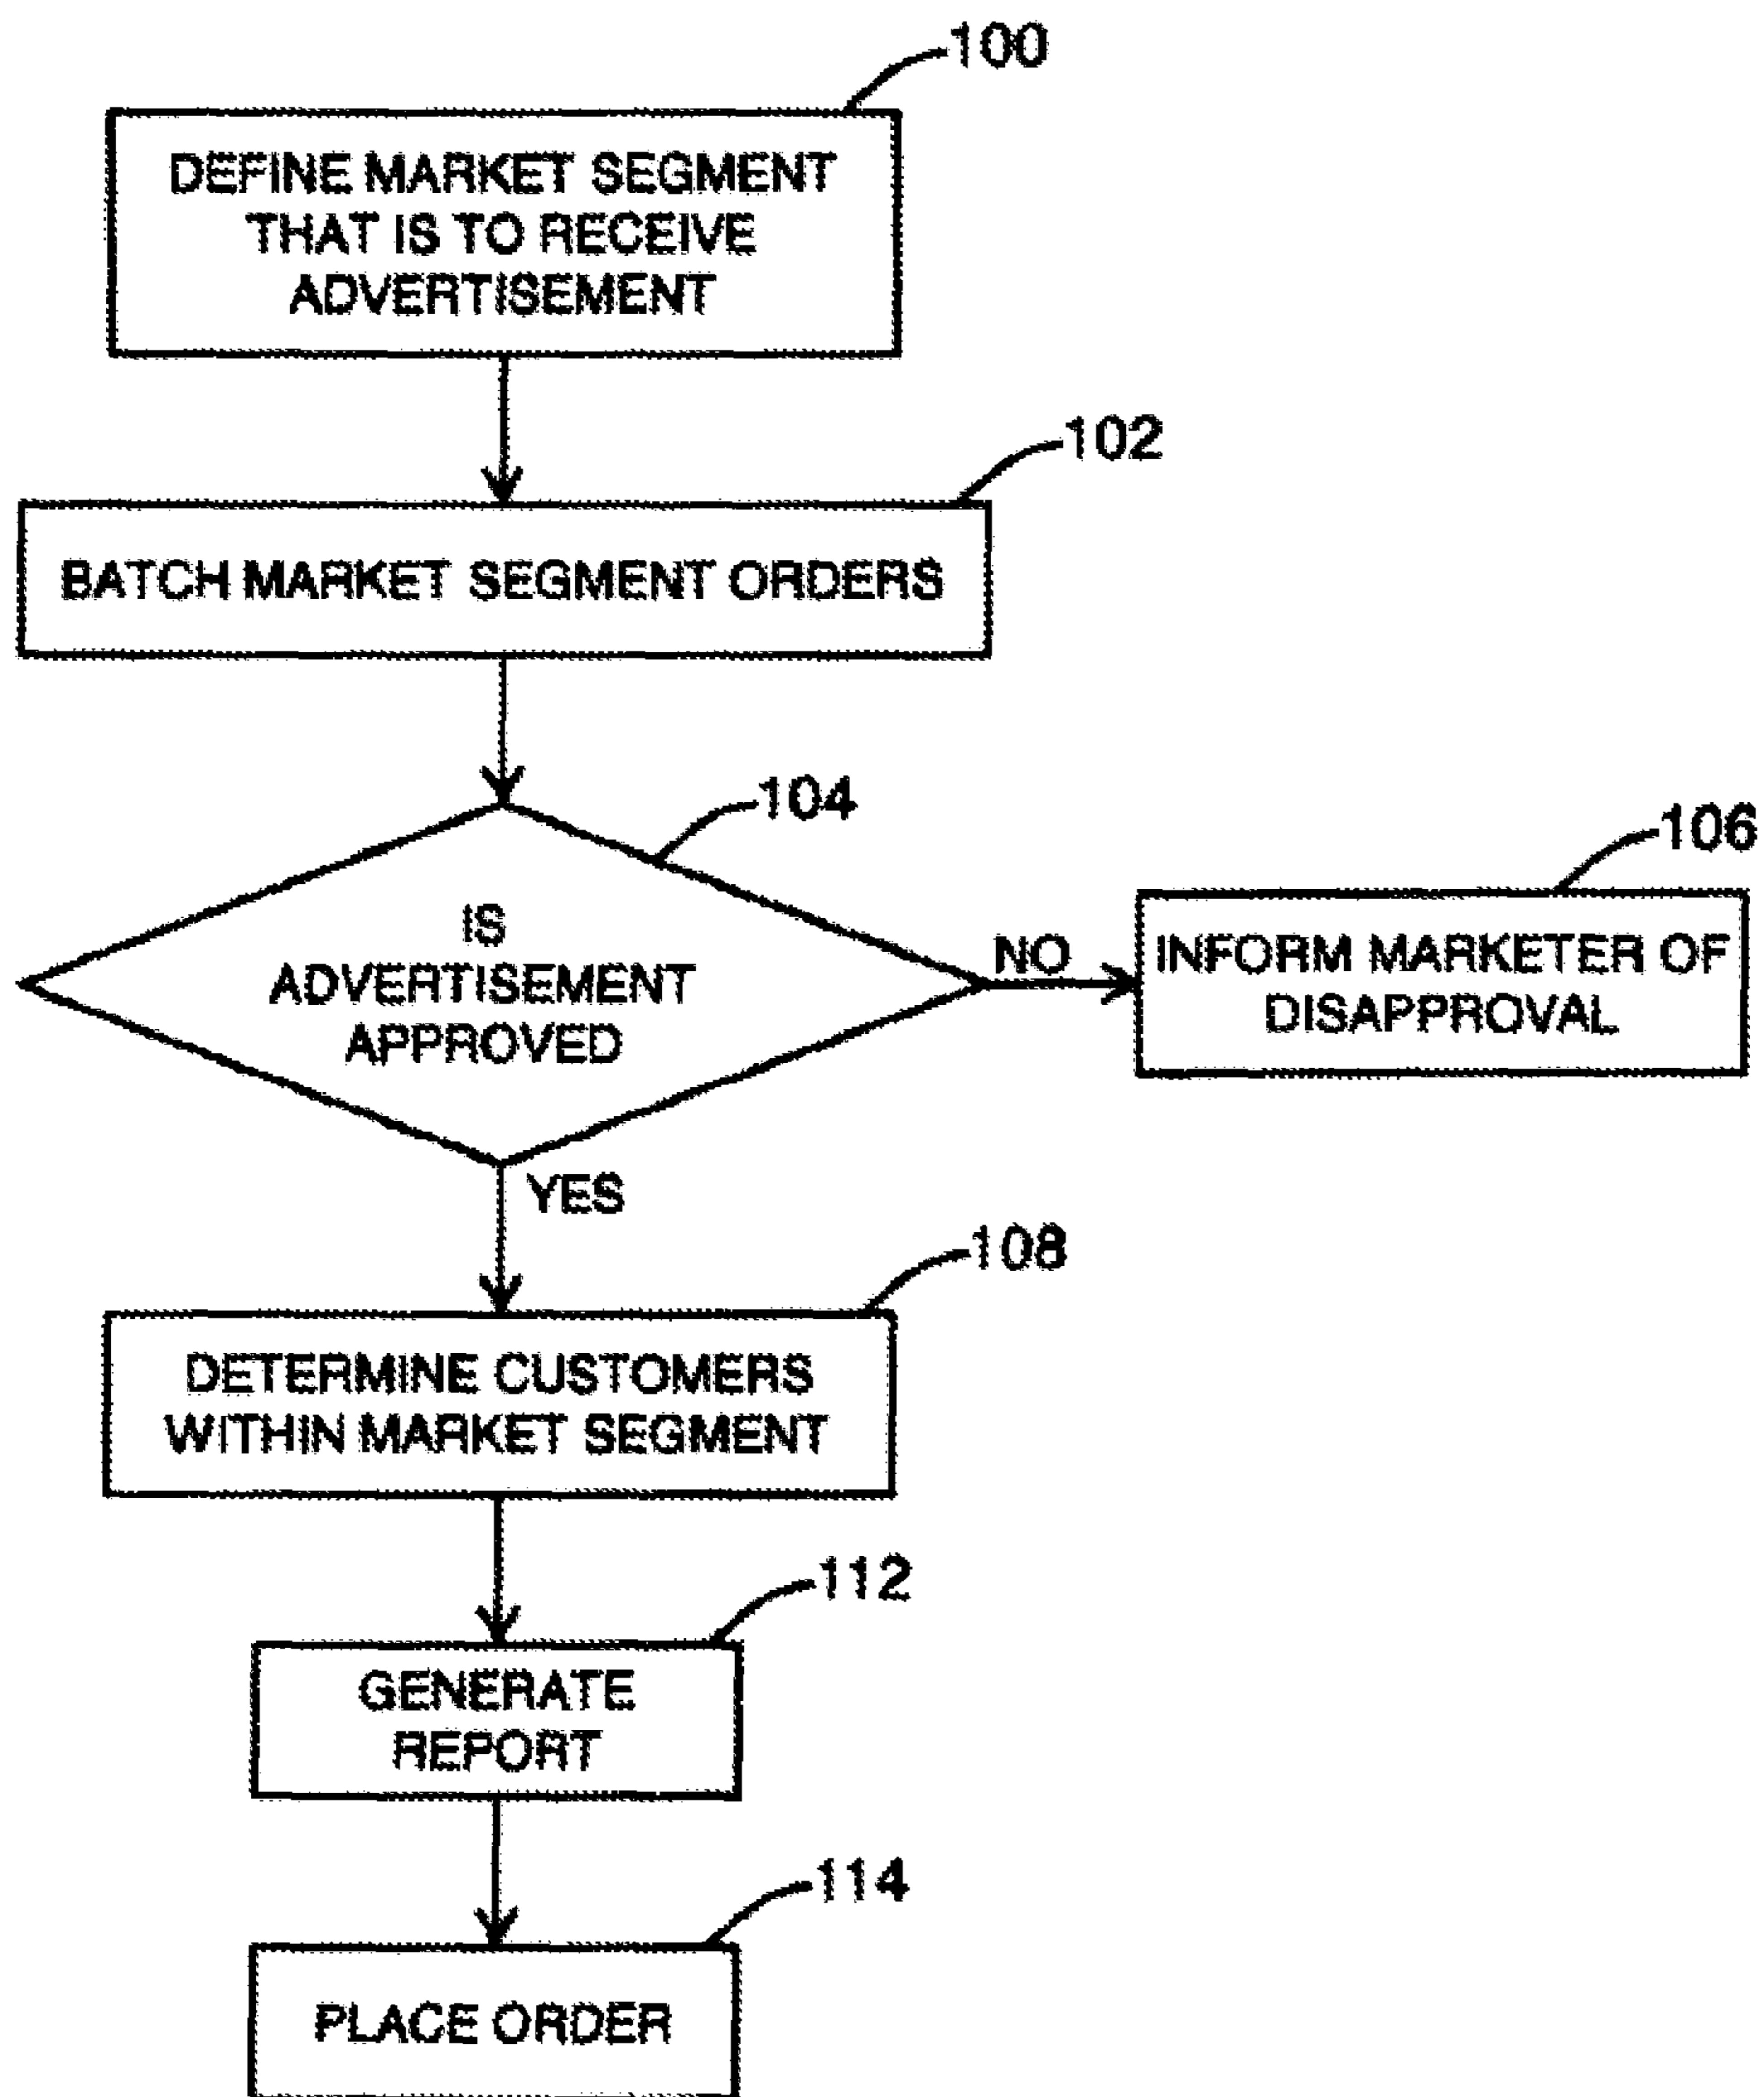 100
DEFINE MARKET SEGMENT
THAT IS TO RECEIVE
ADVERTISEMENT
102
BATCH MARKET SEGMENT ORDERS
104
IS
ADVERTISEMENT
APPROVED
NO
106
INFORM MARKETER OF
DISAPPROVAL
YES
108
DETERMINE CUSTOMERS
WITHIN MARKET SEGMENT
112
GENERATE
REPORT
114
PLACE ORDER